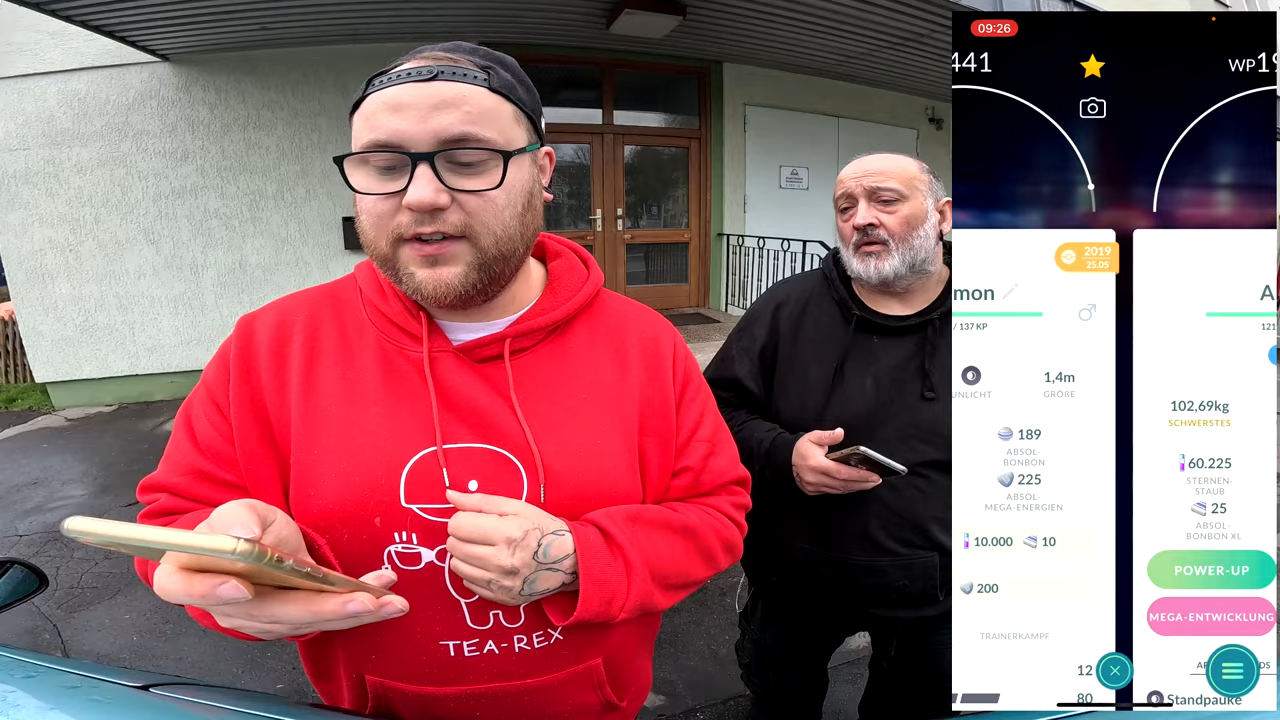 TEA-REX
09:26
441
WP19
2019
25.05
mon
/ 137 KP
121
UNLICHT
1,4m
GRÖSSE
102,69kg
SCHWERSTES
189
ABSOL-
BONBON
225
ABSOL-
MEGA-ENERGIEN
60.225
STERNEN-
STAUB
25
ABSOL-
BONBON XL
10.000
10
POWER-UP
200
MEGA-ENTWICKLUNG
TRAINERKAMPF
12
80
Standpauke